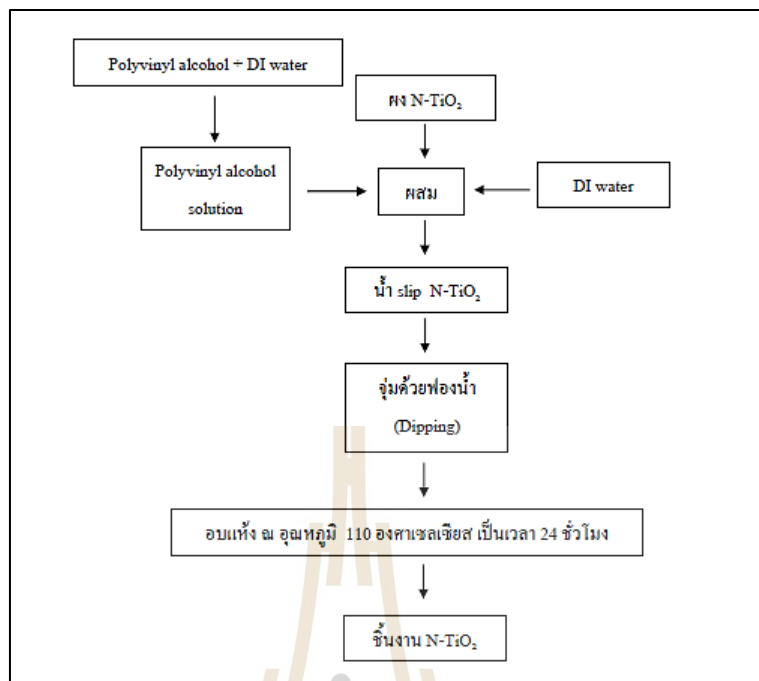 Polyvinyl alcohol + DI water
ผง N-TiO₂
Polyvinyl alcohol
solution
ผสม
DI water
น้ำ slip N-TiO₂
จุ่มด้วยฟองน้ำ
(Dipping)
อบแห้ง ณ อุณหภูมิ 110 องศาเซลเซียส เป็นเวลา 24 ชั่วโมง
ชิ้นงาน N-TiO₂